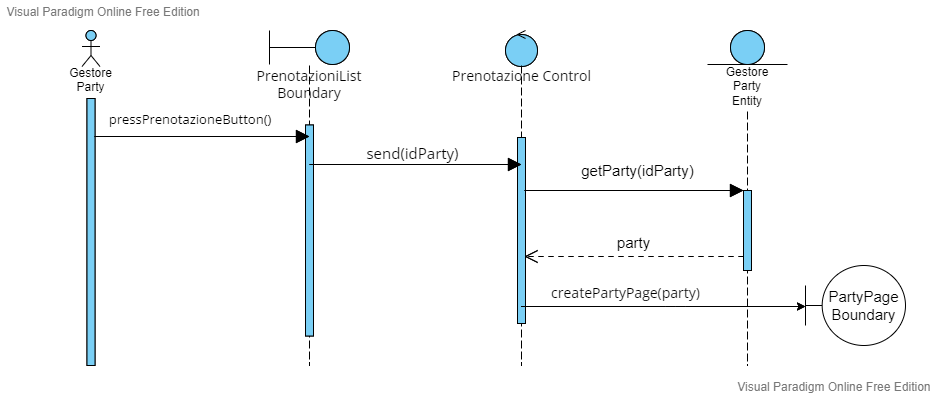 Visual Paradigm Online Free Edition
Gestore
Party
PrenotazioniList
Boundary
Prenotazione Control
Gestore
Party
Entity
pressPrenotazioneButton()
send(idParty)
getParty(idParty)
party
createPartyPage(party)
PartyPage
Boundary
Visual Paradigm Online Free Edition